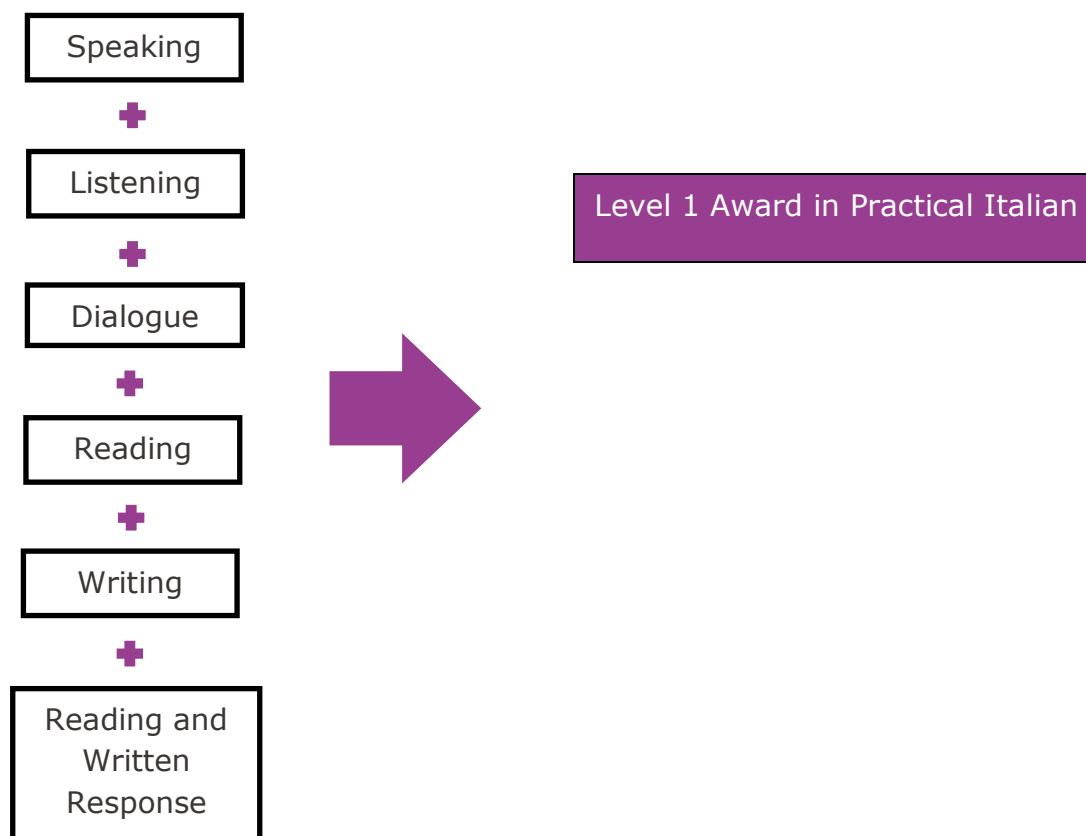 Speaking
Listening
Dialogue
Reading
Writing
Reading and
Written
Response
Level 1 Award in Practical Italian